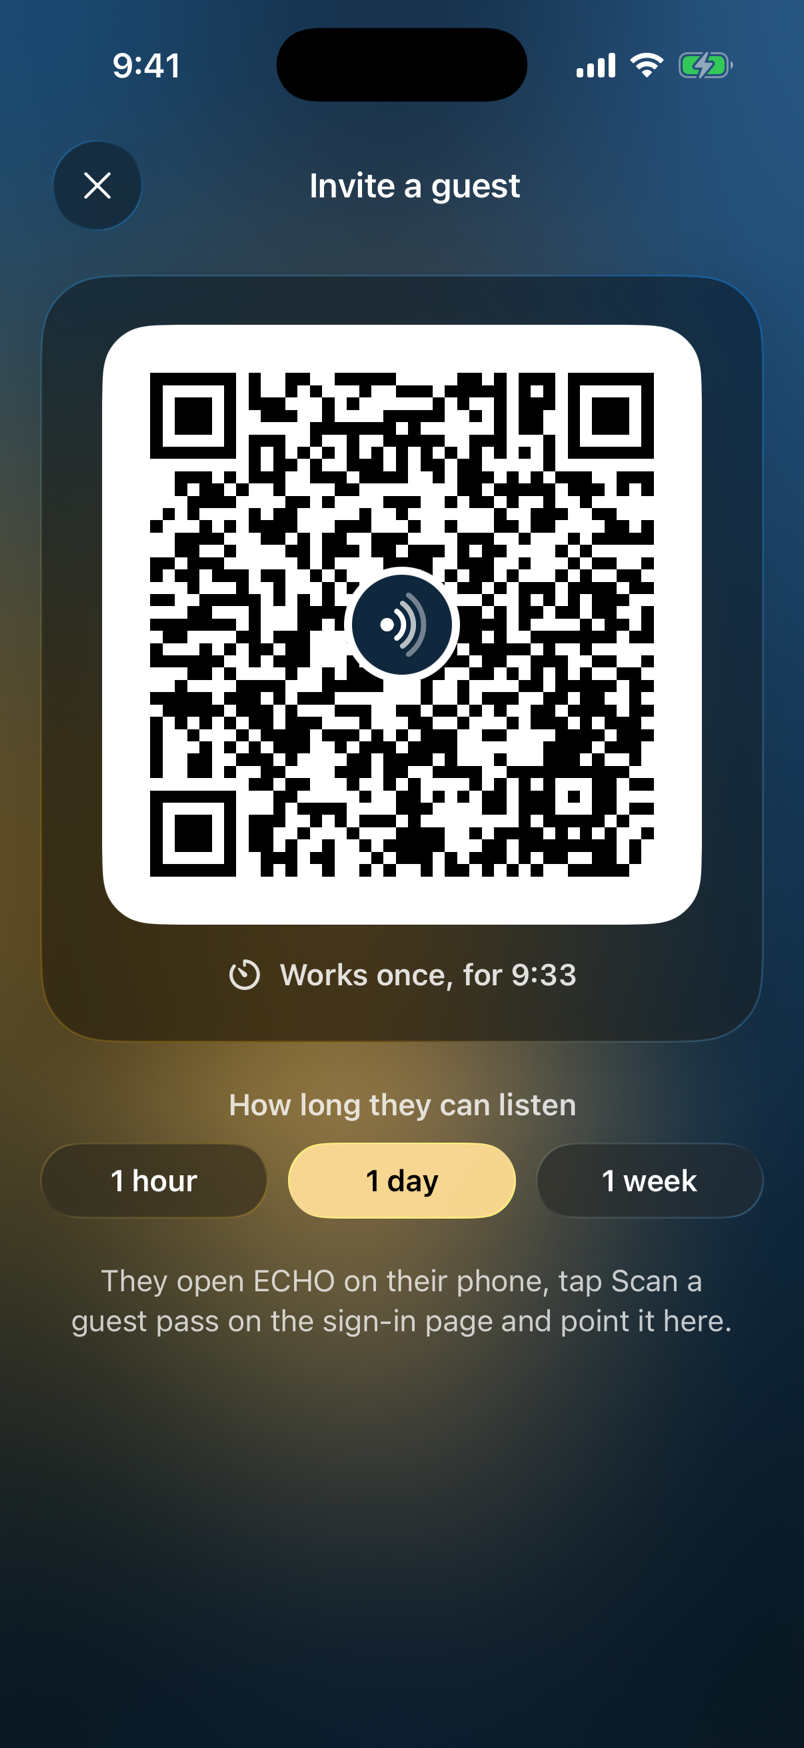 9:41
Invite a guest
Works once, for 9:33
How long they can listen
1 hour
1 day
1 week
They open ECHO on their phone, tap Scan a
guest pass on the sign-in page and point it here.